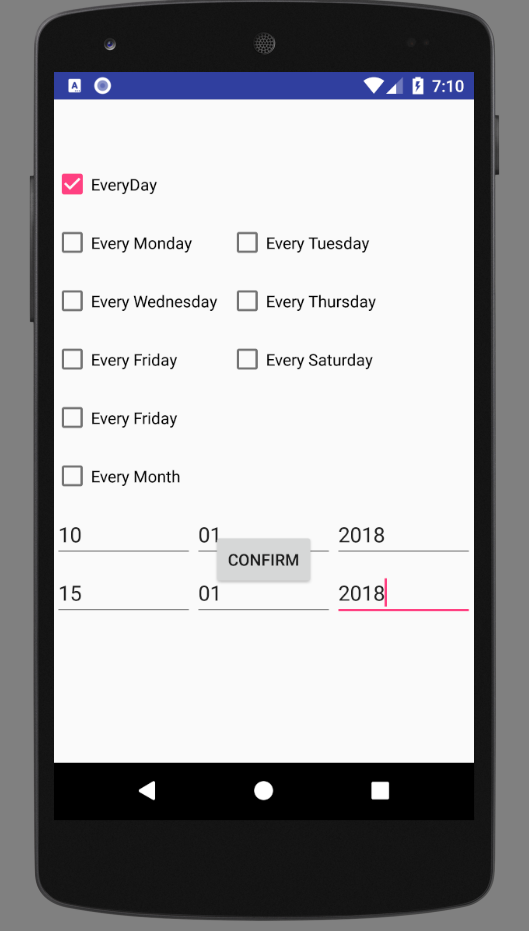 7:10
EveryDay
Every Monday Every Tuesday
Every Wednesday Every Thursday
Every Friday Every Saturday
Every Friday
Every Month
10 01 2018
CONFIRM
15 01 2018